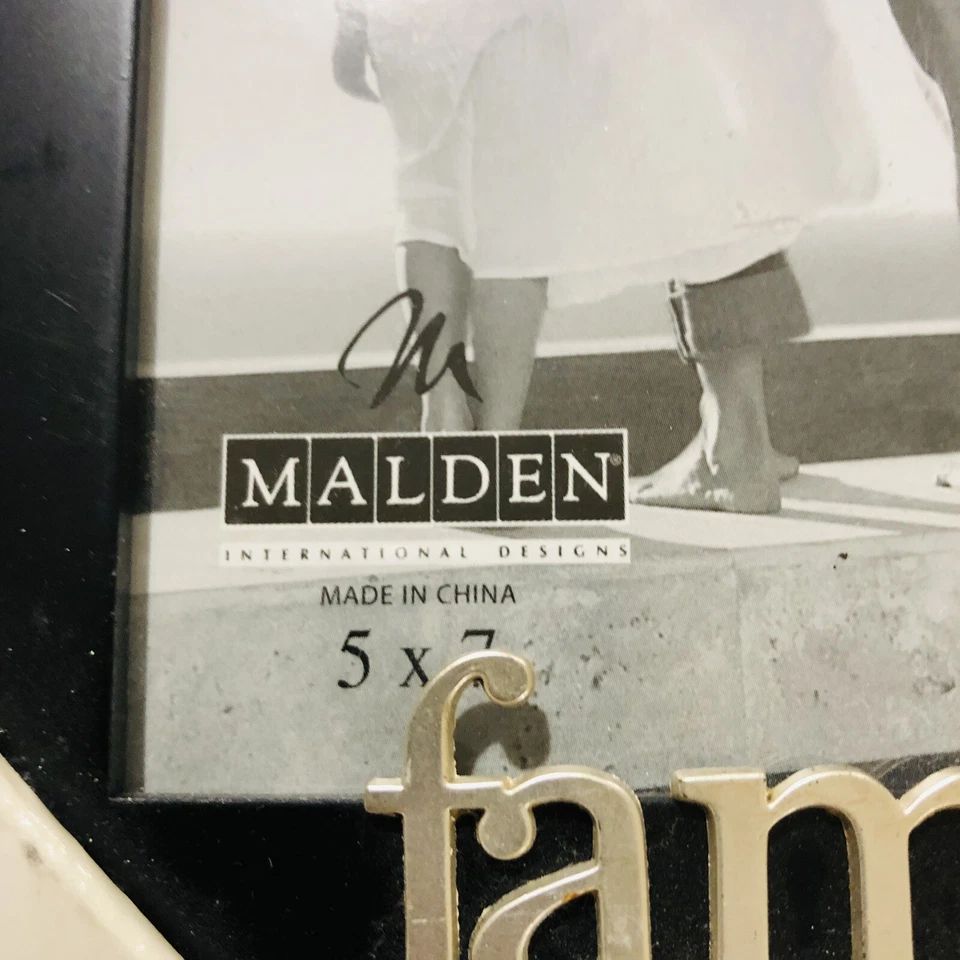 m
MALDEN®
INTERNATIONAL DESIGNS
MADE IN CHINA
5 x 7
fam